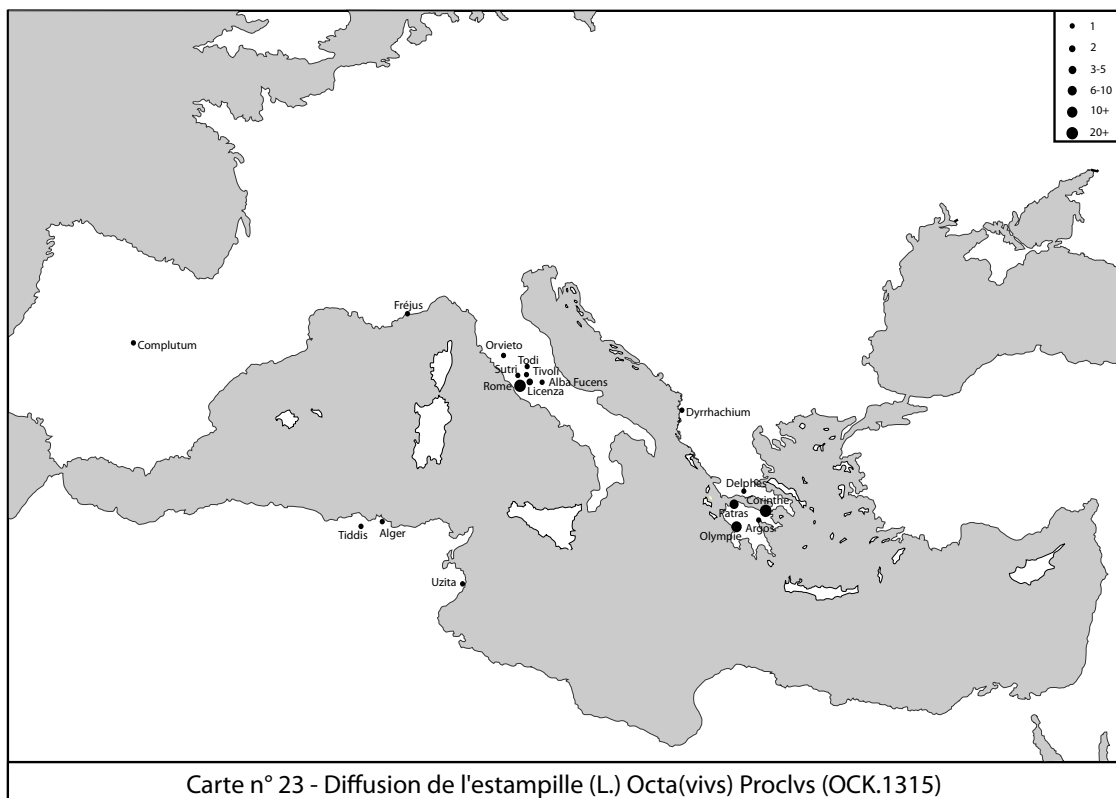 1
2
3-5
6-10
10+
20+
Fréjus
Complutum
Orvieto
Todi
Sutri
Tivoli
Rome
Licenza
Alba Fucens
Dyrrhachium
Delphes
Corinthe
Patras
Argos
Olympie
Tiddis
Alger
Uzita
Carte n° 23 - Diffusion de l'estampille (L.) Octa(vivs) Proclvs (OCK.1315)